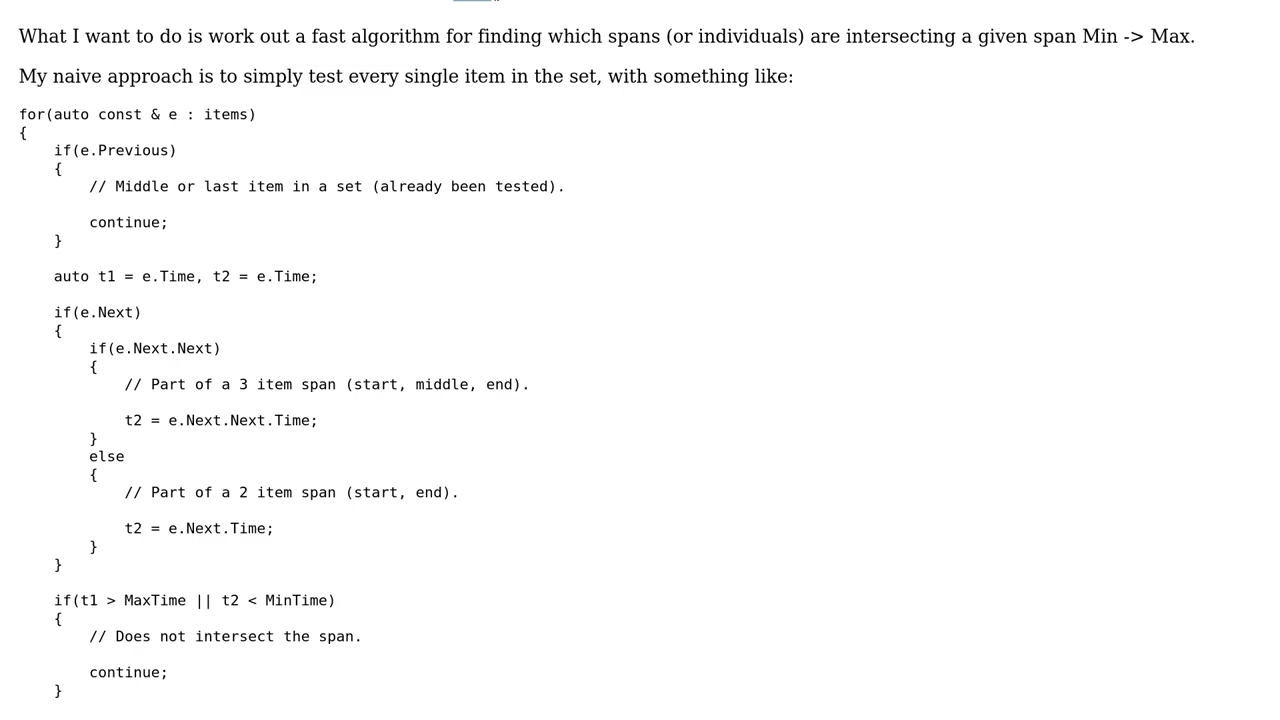 What I want to do is work out a fast algorithm for finding which spans (or individuals) are intersecting a given span Min -> Max.
My naive approach is to simply test every single item in the set, with something like:
for(auto const & e : items)
{
    if(e.Previous)
    {
        // Middle or last item in a set (already been tested).
        continue;
    }
    auto t1 = e.Time, t2 = e.Time;
    if(e.Next)
    {
        if(e.Next.Next)
        {
            // Part of a 3 item span (start, middle, end).
            t2 = e.Next.Next.Time;
        }
        else
        {
            // Part of a 2 item span (start, end).
            t2 = e.Next.Time;
        }
    }
    if(t1 > MaxTime || t2 < MinTime)
    {
        // Does not intersect the span.
        continue;
    }